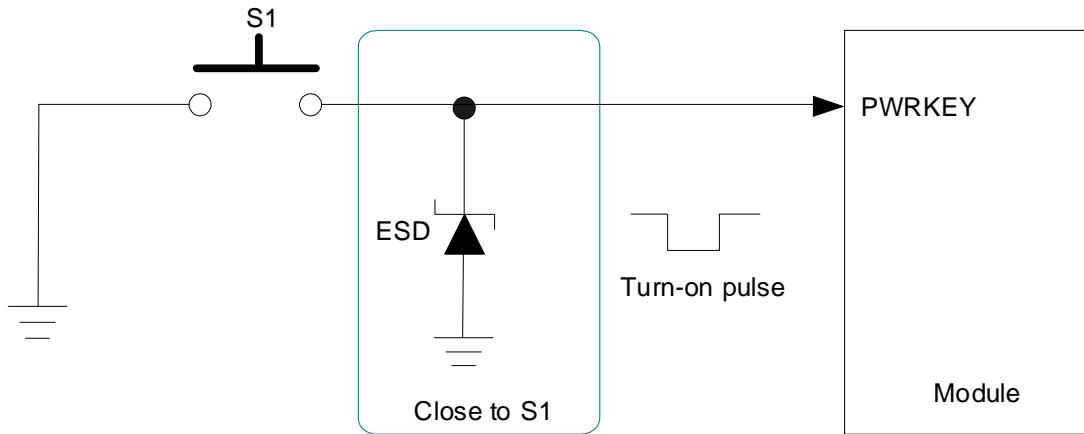 S1
PWRKEY
ESD
Turn-on pulse
Module
Close to S1